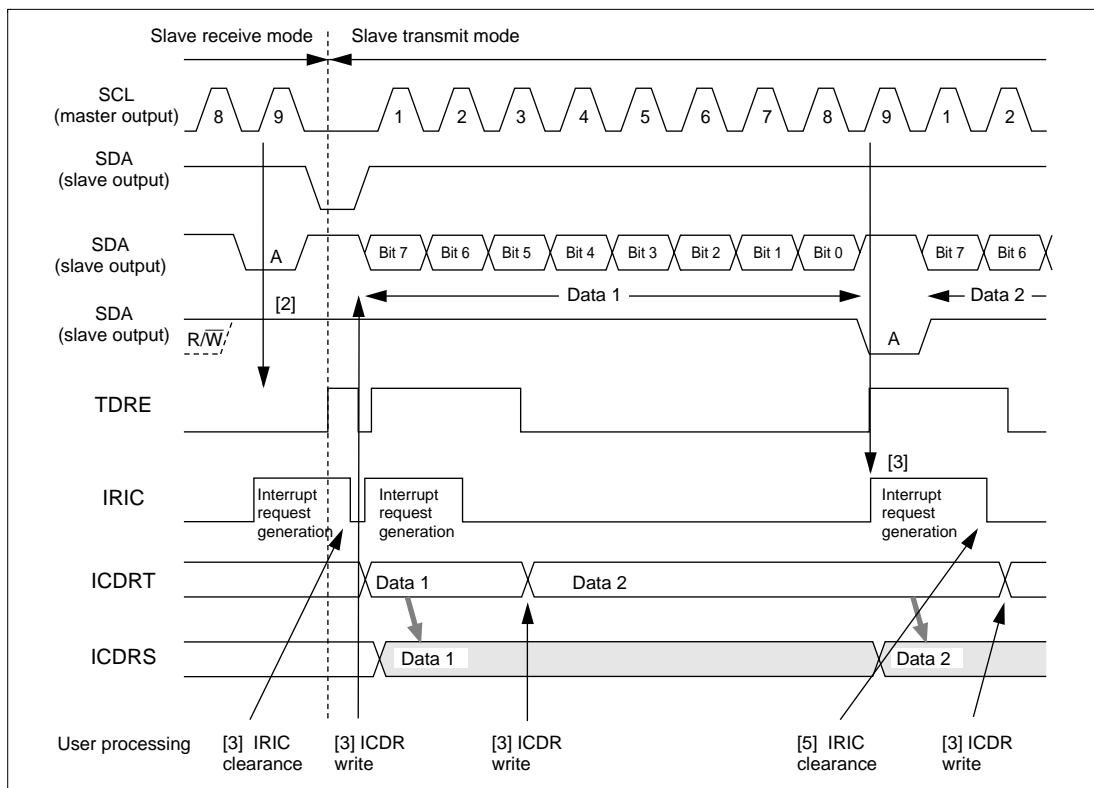 Slave receive mode Slave transmit mode
SCL
(master output)
8 9 1 2 3 4 5 6 7 8 9 1 2
SDA
(slave output)
SDA
(slave output)
A Bit 7 Bit 6 Bit 5 Bit 4 Bit 3 Bit 2 Bit 1 Bit 0 Bit 7 Bit 6
[2] Data 1 Data 2
SDA
(slave output)
R/W̅ A
TDRE
[3]
IRIC
Interrupt
request
generation
Interrupt
request
generation
Interrupt
request
generation
ICDRT
Data 1 Data 2
ICDRS
Data 1 Data 2
User processing
[3] IRIC
clearance
[3] ICDR
write
[3] ICDR
write
[5] IRIC
clearance
[3] ICDR
write